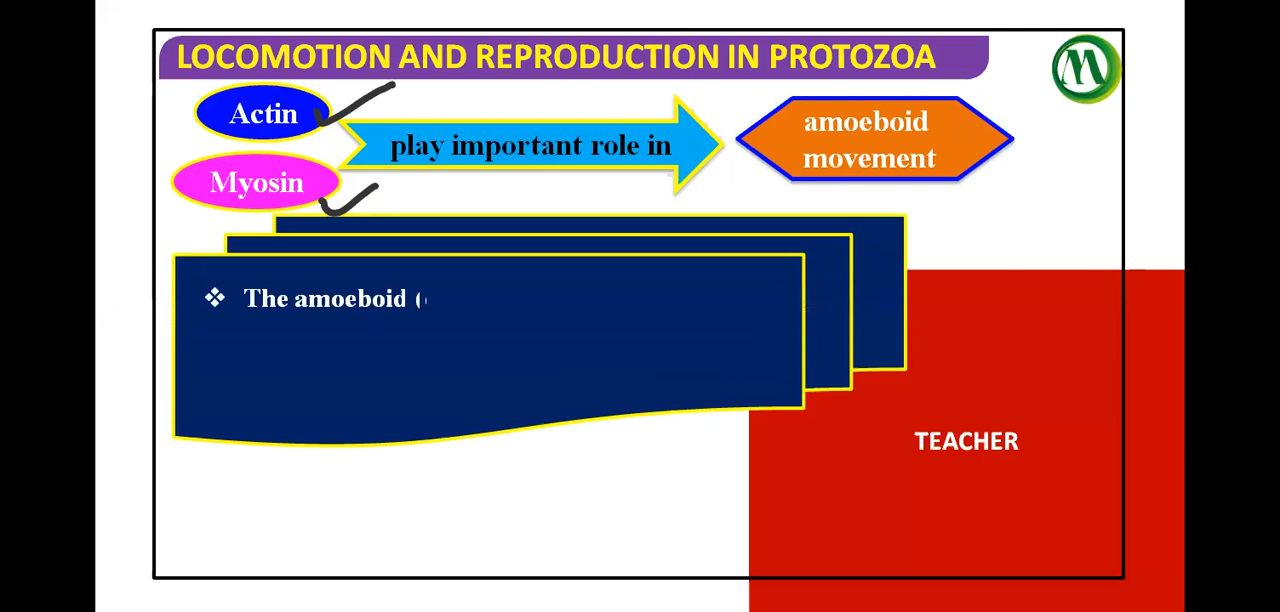 LOCOMOTION AND REPRODUCTION IN PROTOZOA
M
Actin
Myosin
play important role in
amoeboid
movement
❖ The amoeboid (
TEACHER